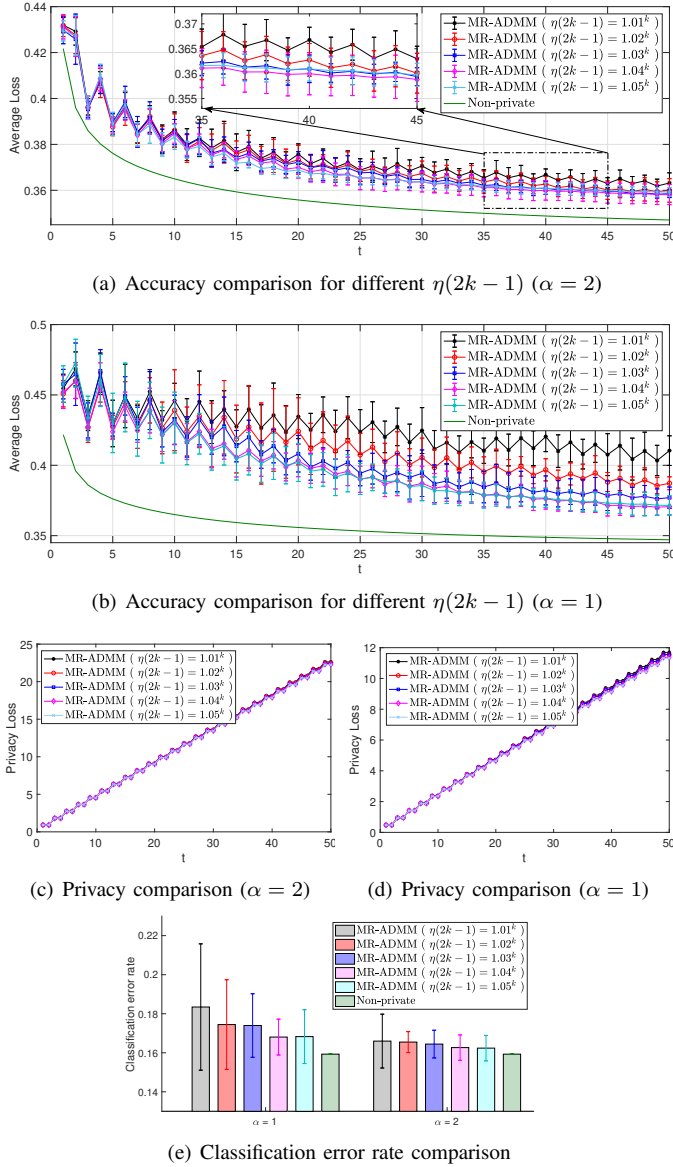 0.44
0.42
0.4
0.38
0.36
Average Loss
0.37
0.365
0.36
0.355
35 40 45
MR-ADMM ( η(2k − 1) = 1.01^k )
MR-ADMM ( η(2k − 1) = 1.02^k )
MR-ADMM ( η(2k − 1) = 1.03^k )
MR-ADMM ( η(2k − 1) = 1.04^k )
MR-ADMM ( η(2k − 1) = 1.05^k )
Non-private
0 5 10 15 20 25 30 35 40 45 50
t
(a) Accuracy comparison for different η(2k − 1) (α = 2)
0.5
0.45
0.4
0.35
Average Loss
MR-ADMM ( η(2k − 1) = 1.01^k )
MR-ADMM ( η(2k − 1) = 1.02^k )
MR-ADMM ( η(2k − 1) = 1.03^k )
MR-ADMM ( η(2k − 1) = 1.04^k )
MR-ADMM ( η(2k − 1) = 1.05^k )
Non-private
0 5 10 15 20 25 30 35 40 45 50
t
(b) Accuracy comparison for different η(2k − 1) (α = 1)
25
20
15
10
5
0
Privacy Loss
MR-ADMM ( η(2k − 1) = 1.01^k )
MR-ADMM ( η(2k − 1) = 1.02^k )
MR-ADMM ( η(2k − 1) = 1.03^k )
MR-ADMM ( η(2k − 1) = 1.04^k )
MR-ADMM ( η(2k − 1) = 1.05^k )
0 10 20 30 40 50
t
(c) Privacy comparison (α = 2)
12
10
8
6
4
2
0
Privacy Loss
MR-ADMM ( η(2k − 1) = 1.01^k )
MR-ADMM ( η(2k − 1) = 1.02^k )
MR-ADMM ( η(2k − 1) = 1.03^k )
MR-ADMM ( η(2k − 1) = 1.04^k )
MR-ADMM ( η(2k − 1) = 1.05^k )
0 10 20 30 40 50
t
(d) Privacy comparison (α = 1)
0.22
0.2
0.18
0.16
0.14
Classification error rate
MR-ADMM ( η(2k − 1) = 1.01^k )
MR-ADMM ( η(2k − 1) = 1.02^k )
MR-ADMM ( η(2k − 1) = 1.03^k )
MR-ADMM ( η(2k − 1) = 1.04^k )
MR-ADMM ( η(2k − 1) = 1.05^k )
Non-private
α = 1 α = 2
(e) Classification error rate comparison